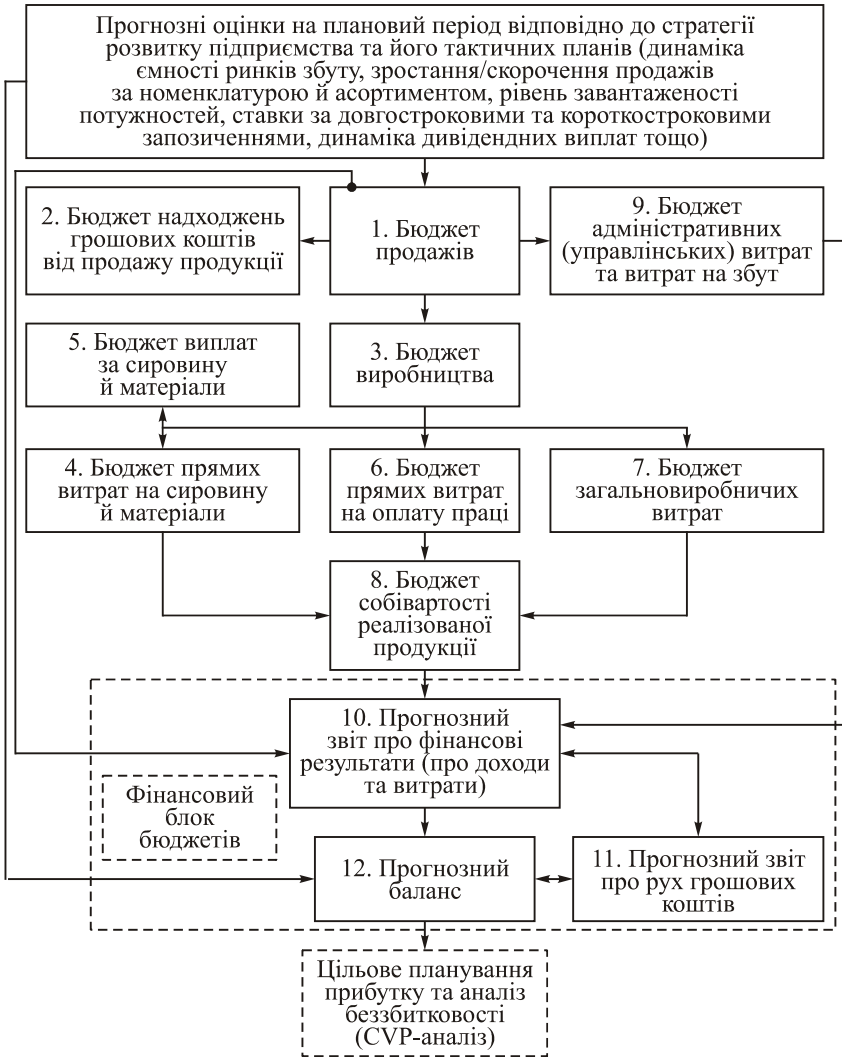 Прогнозні оцінки на плановий період відповідно до стратегії
розвитку підприємства та його тактичних планів (динаміка
ємності ринків збуту, зростання/скорочення продажів
за номенклатурою й асортиментом, рівень завантаженості
потужностей, ставки за довгостроковими та короткостроковими
запозиченнями, динаміка дивідендних виплат тощо)
2. Бюджет надходжень
грошових коштів
від продажу продукції
1. Бюджет
продажів
9. Бюджет
адміністративних
(управлінських) витрат
та витрат на збут
5. Бюджет виплат
за сировину
й матеріали
3. Бюджет
виробництва
4. Бюджет прямих
витрат на сировину
й матеріали
6. Бюджет
прямих витрат
на оплату праці
7. Бюджет
загальновиробничих
витрат
8. Бюджет
собівартості
реалізованої
продукції
10. Прогнозний
звіт про фінансові
результати (про доходи
та витрати)
Фінансовий
блок
бюджетів
12. Прогнозний
баланс
11. Прогнозний звіт
про рух грошових
коштів
Цільове планування
прибутку та аналіз
беззбитковості
(CVP-аналіз)